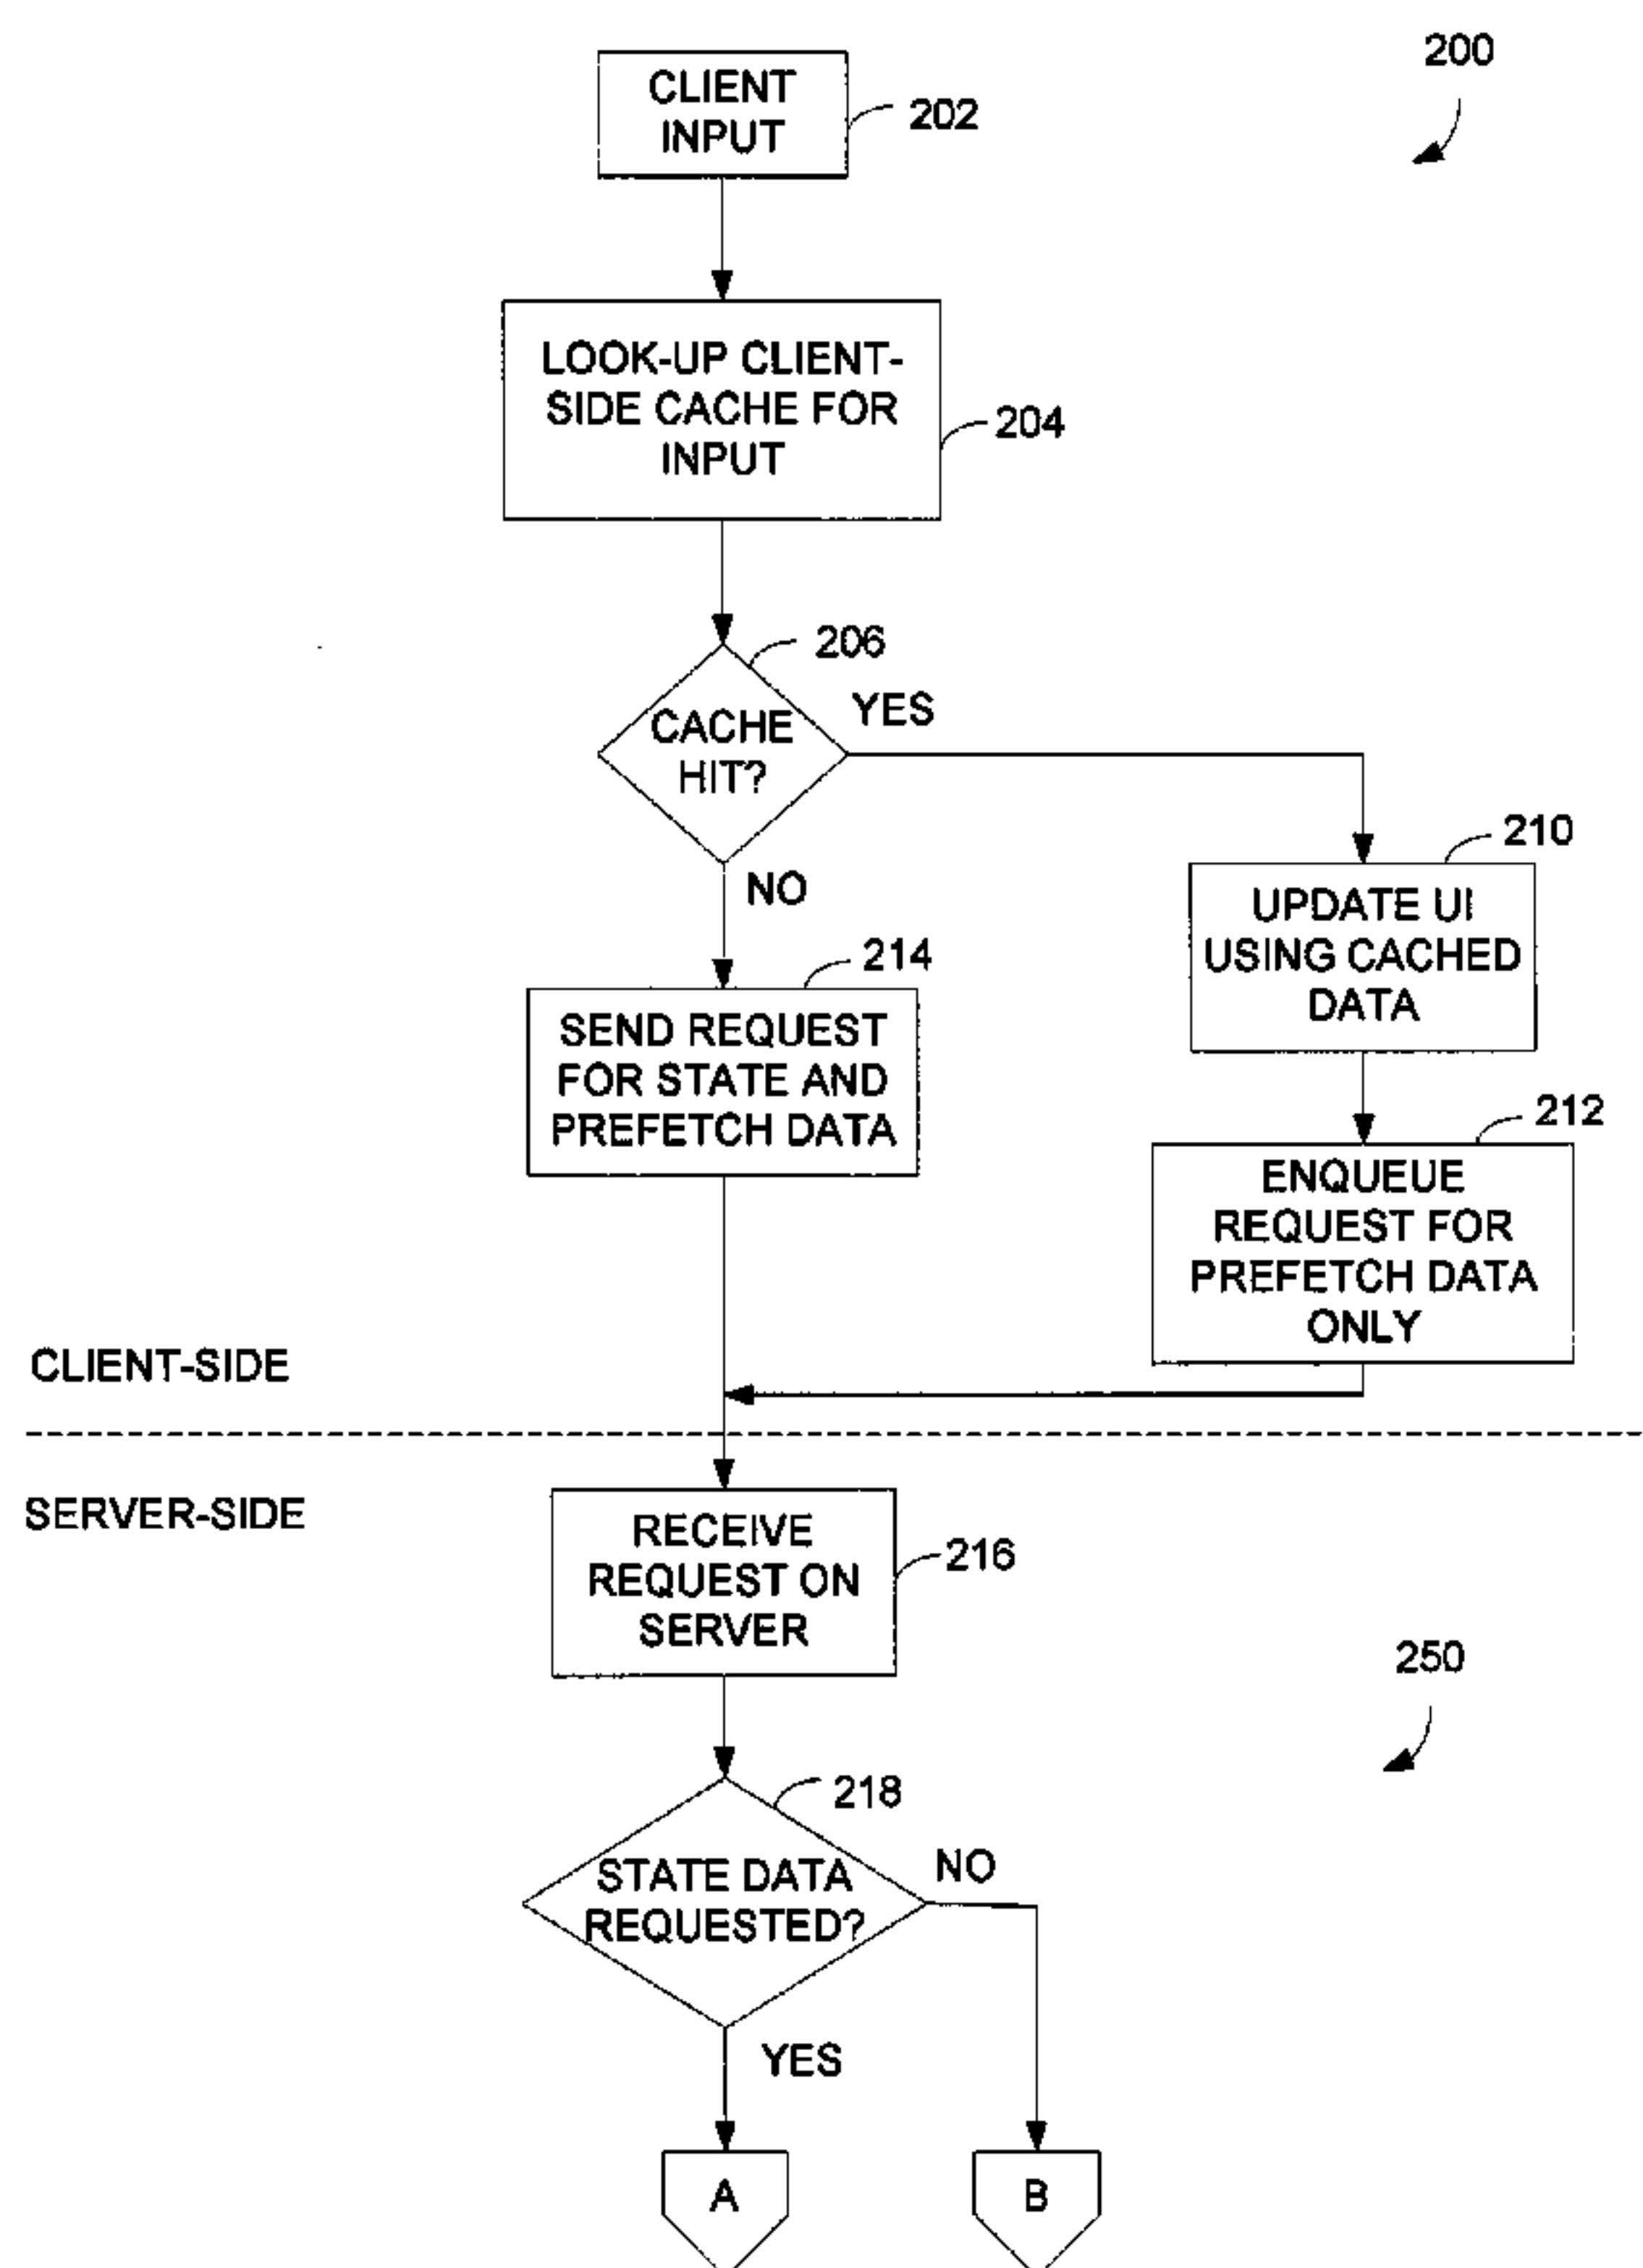 200
CLIENT
INPUT
202
LOOK-UP CLIENT-
SIDE CACHE FOR
INPUT
204
206
CACHE
HIT?
YES
NO
210
UPDATE UI
USING CACHED
DATA
214
SEND REQUEST
FOR STATE AND
PREFETCH DATA
212
ENQUEUE
REQUEST FOR
PREFETCH DATA
ONLY
CLIENT-SIDE
SERVER-SIDE
RECEIVE
REQUEST ON
SERVER
216
250
218
STATE DATA
REQUESTED?
NO
YES
A
B